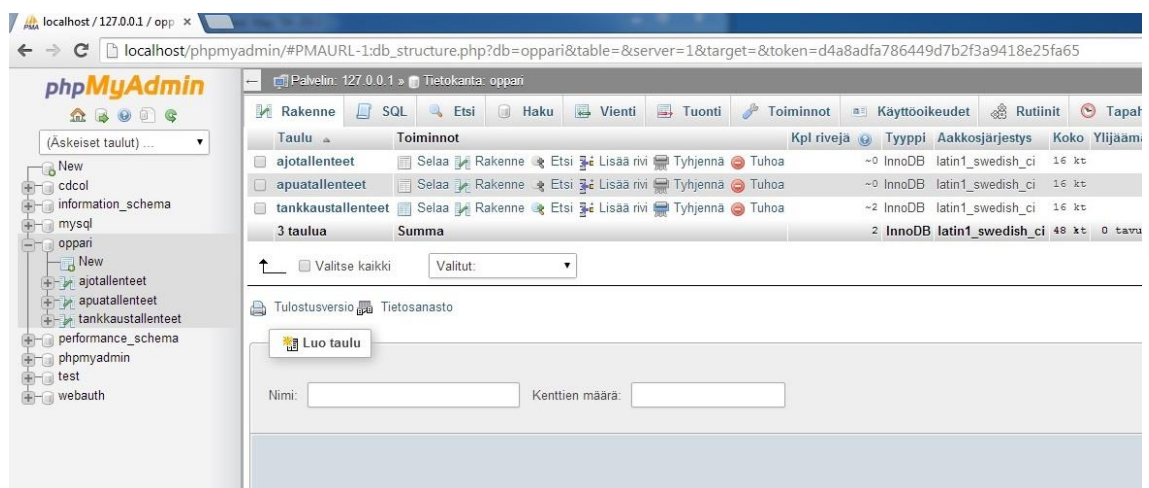 localhost / 127.0.0.1 / opp
localhost/phpmyadmin/#PMAURL-1:db_structure.php?db=oppari&table=&server=1&target=&token=d4a8adfa786449d7b2f3a9418e25fa65
phpMyAdmin
(Äskeiset taulut) ...
New
cdcol
information_schema
mysql
oppari
New
ajotallenteet
apuatallenteet
tankkaustallenteet
performance_schema
phpmyadmin
test
webauth
Palvelin: 127.0.0.1 » Tietokanta: oppari
Rakenne SQL Etsi Haku Vienti Tuonti Toiminnot Käyttöoikeudet Rutiinit Tapah
Taulu Toiminnot Kpl rivejä Tyyppi Aakkosjärjestys Koko Ylijäämä
ajotallenteet Selaa Rakenne Etsi Lisää rivi Tyhjennä Tuhoa ~0 InnoDB latin1_swedish_ci 16 kt
apuatallenteet Selaa Rakenne Etsi Lisää rivi Tyhjennä Tuhoa ~0 InnoDB latin1_swedish_ci 16 kt
tankkaustallenteet Selaa Rakenne Etsi Lisää rivi Tyhjennä Tuhoa ~2 InnoDB latin1_swedish_ci 16 kt
3 taulua Summa 2 InnoDB latin1_swedish_ci 48 kt 0 tavu
Valitse kaikki Valitut:
Tulostusversio Tietosanasto
Luo taulu
Nimi: Kenttien määrä: